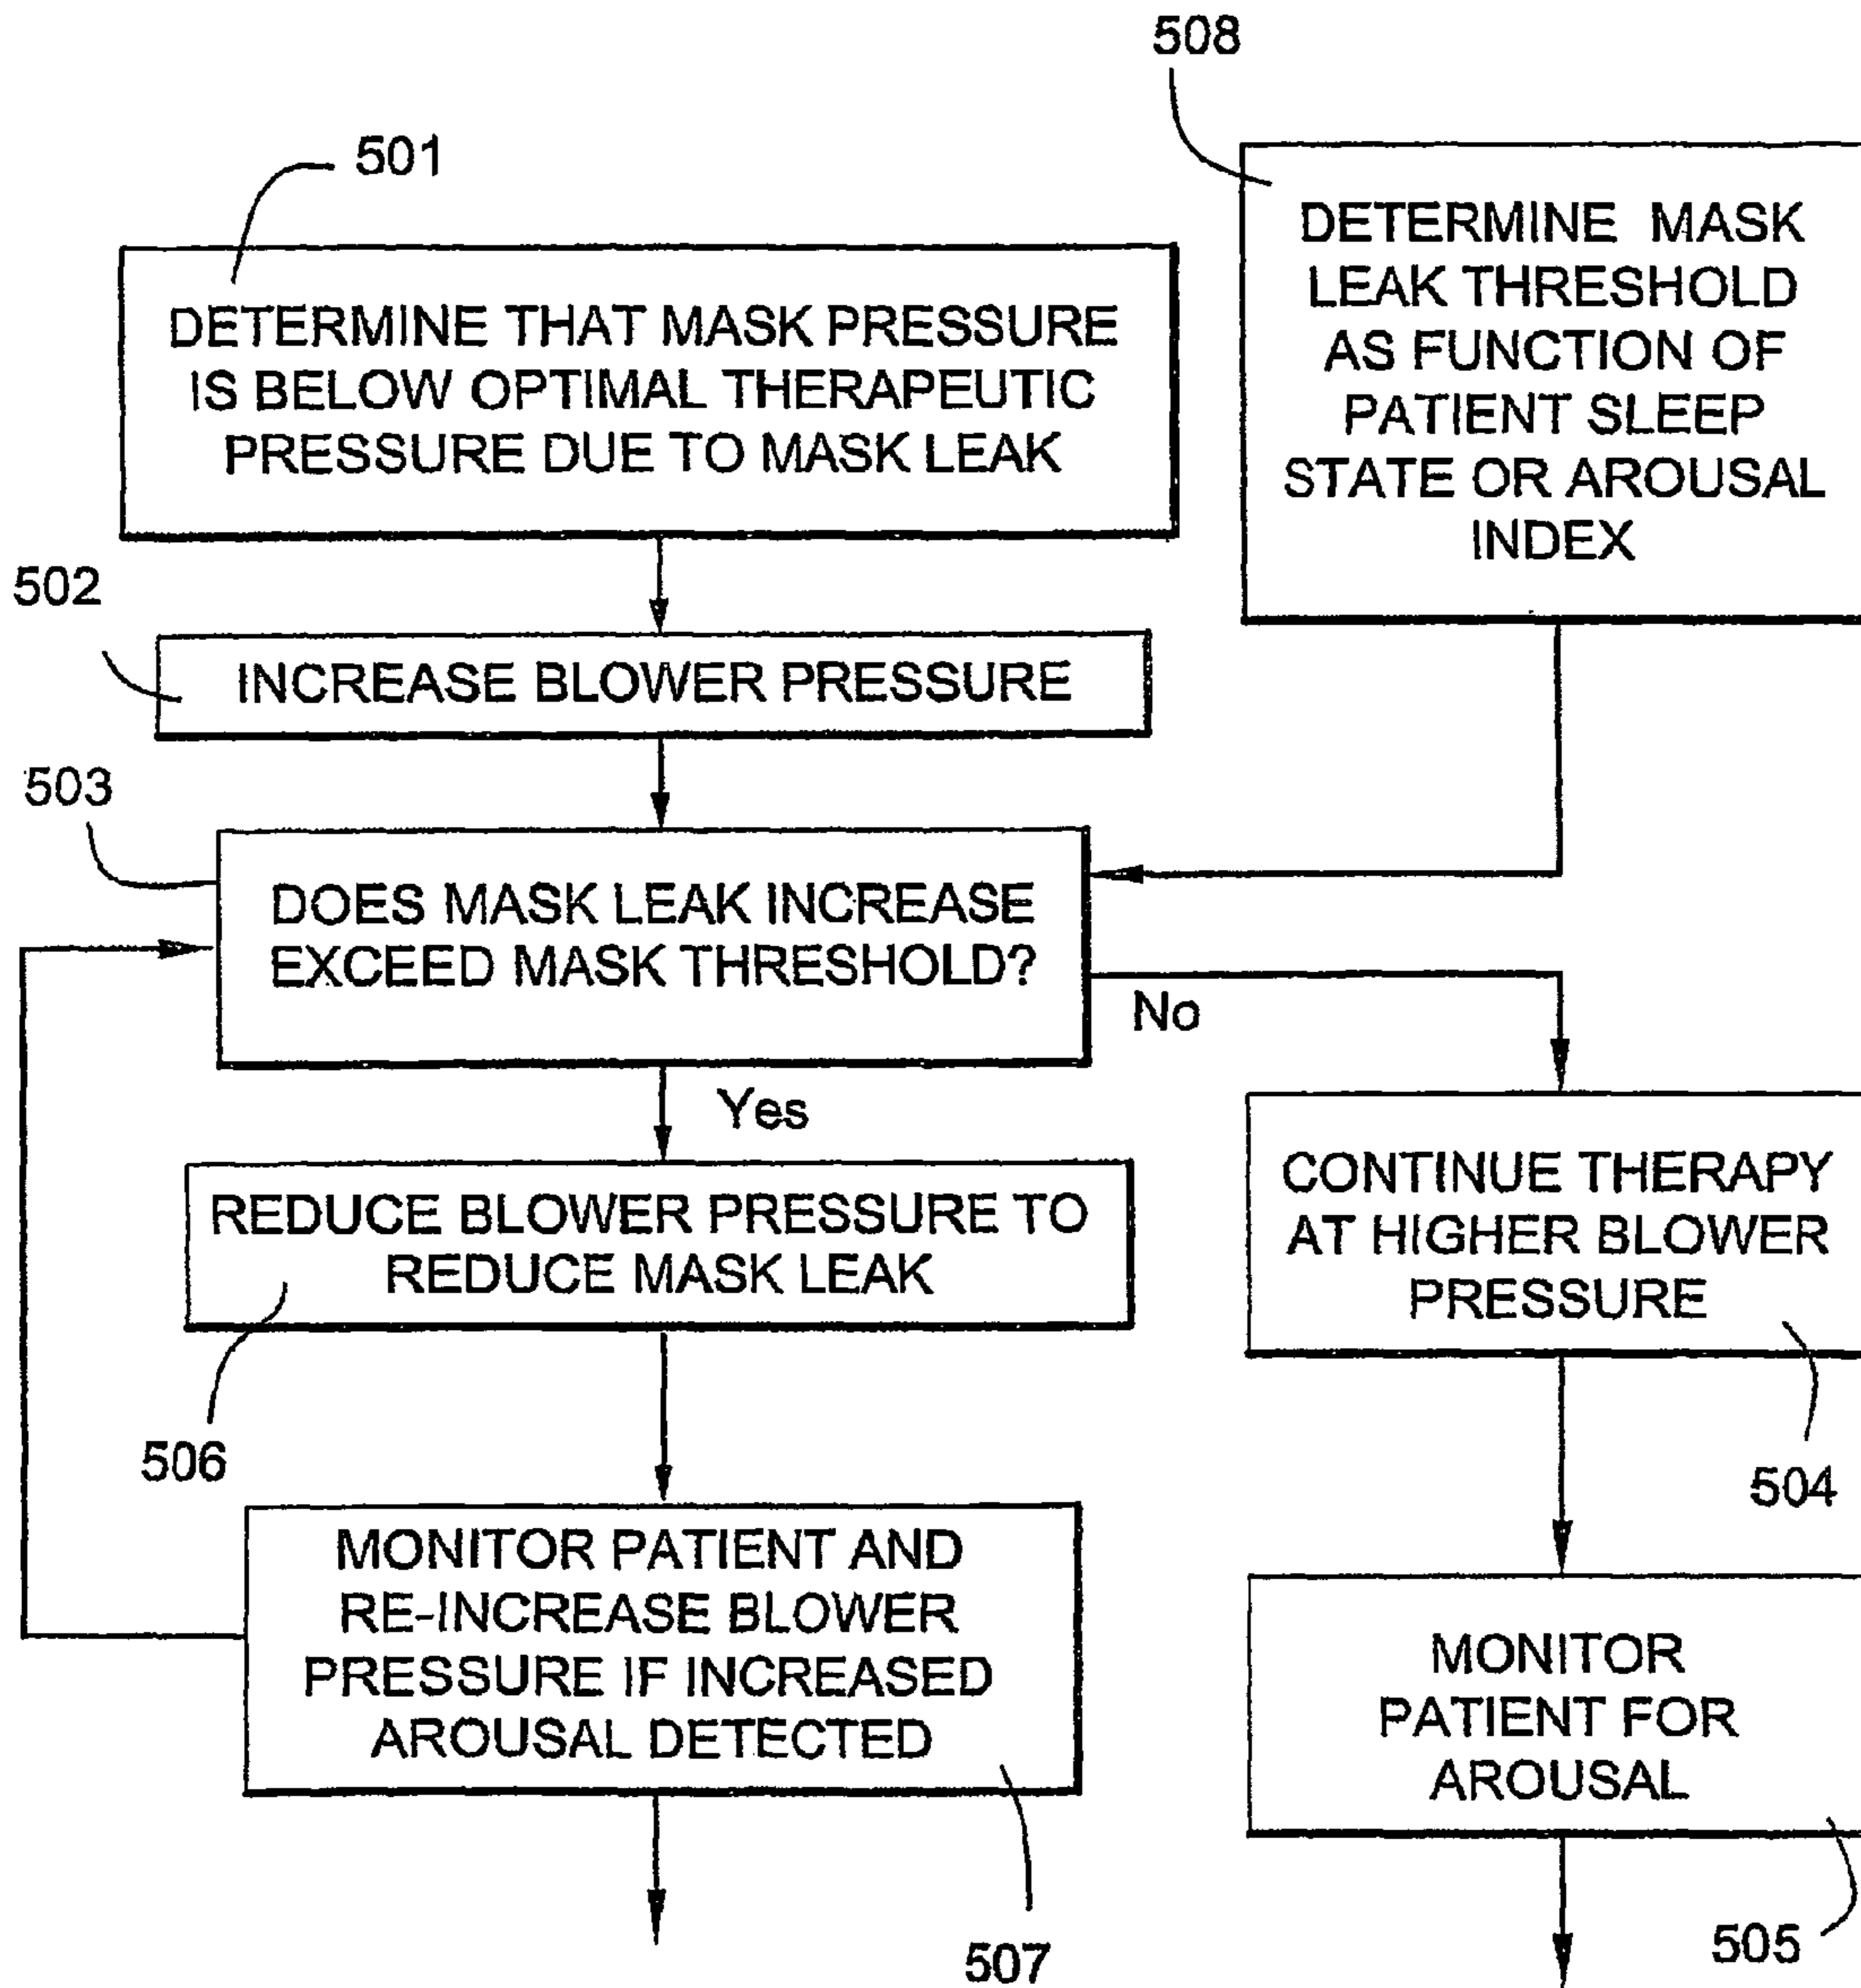 508
501
DETERMINE MASK
LEAK THRESHOLD
AS FUNCTION OF
PATIENT SLEEP
STATE OR AROUSAL
INDEX
DETERMINE THAT MASK PRESSURE
IS BELOW OPTIMAL THERAPEUTIC
PRESSURE DUE TO MASK LEAK
502
INCREASE BLOWER PRESSURE
503
DOES MASK LEAK INCREASE
EXCEED MASK THRESHOLD?
No
Yes
REDUCE BLOWER PRESSURE TO
REDUCE MASK LEAK
506
CONTINUE THERAPY
AT HIGHER BLOWER
PRESSURE
504
MONITOR PATIENT AND
RE-INCREASE BLOWER
PRESSURE IF INCREASED
AROUSAL DETECTED
507
MONITOR
PATIENT FOR
AROUSAL
505